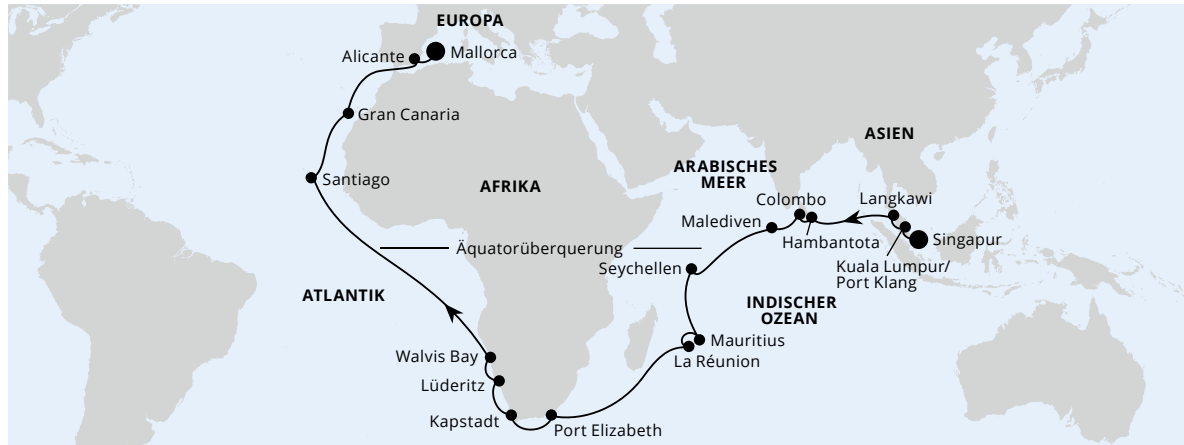 EUROPA
Alicante
Mallorca
Gran Canaria
Santiago
AFRIKA
ASIEN
ARABISCHES
MEER
Colombo
Langkawi
Malediven
Hambantota
Singapur
Äquatorüberquerung
Kuala Lumpur/
Port Klang
Seychellen
ATLANTIK
INDISCHER
OZEAN
Mauritius
La Réunion
Walvis Bay
Lüderitz
Kapstadt
Port Elizabeth